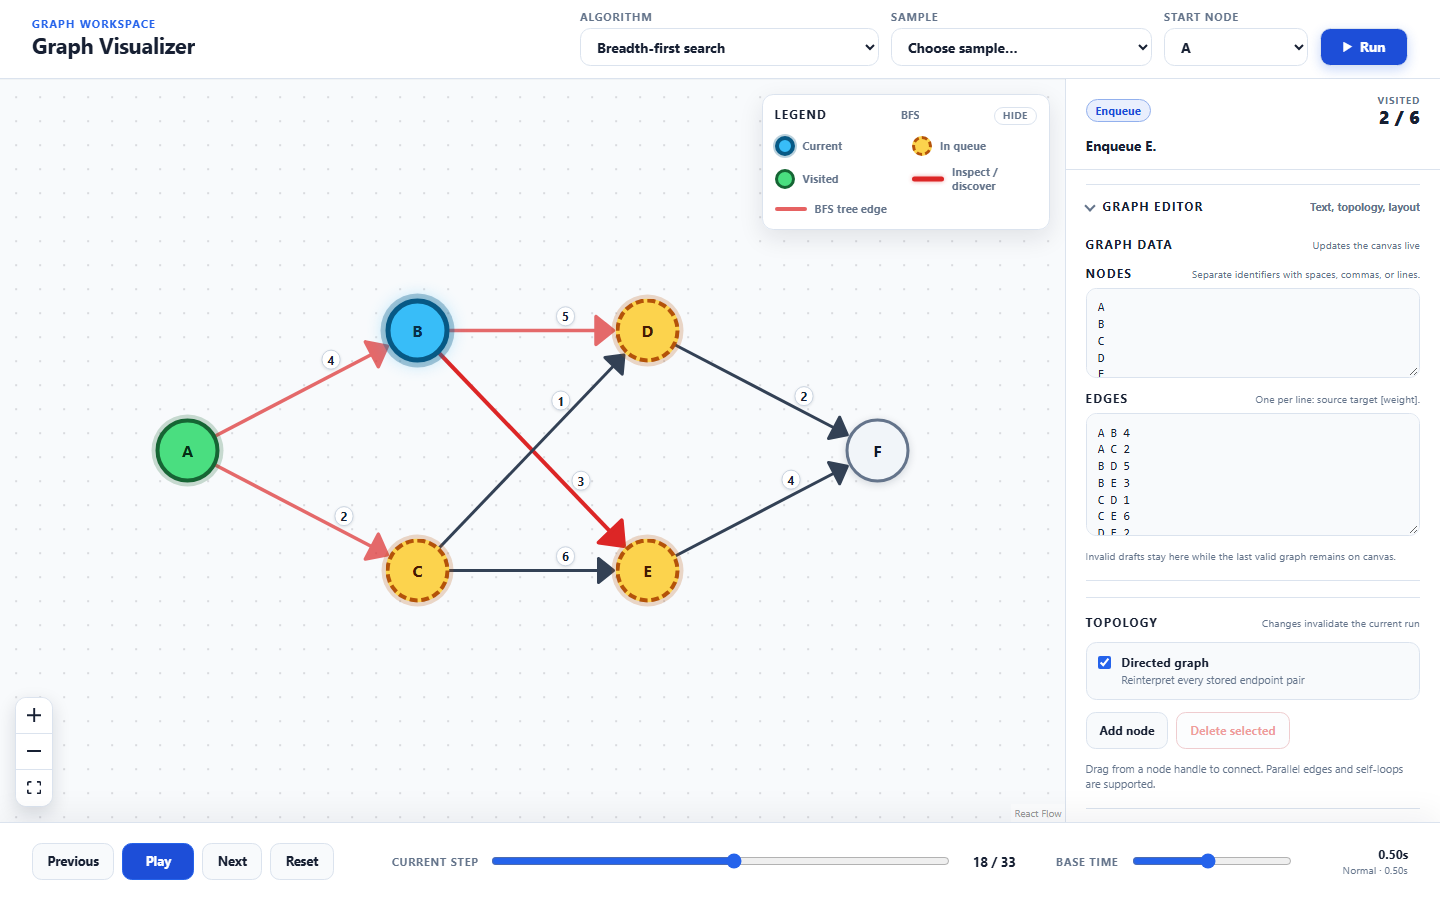 GRAPH WORKSPACE
Graph Visualizer
ALGORITHM
Breadth-first search
SAMPLE
Choose sample...
START NODE
A
Run
LEGEND
BFS
HIDE
Current
In queue
Visited
Inspect /
discover
BFS tree edge
A
B
C
D
E
F
4
2
5
1
3
6
2
4
React Flow
Enqueue
VISITED
2 / 6
Enqueue E.
GRAPH EDITOR
Text, topology, layout
GRAPH DATA
Updates the canvas live
NODES
Separate identifiers with spaces, commas, or lines.
A
B
C
D
E
EDGES
One per line: source target [weight].
A B 4
A C 2
B D 5
B E 3
C D 1
C E 6
D F 2
Invalid drafts stay here while the last valid graph remains on canvas.
TOPOLOGY
Changes invalidate the current run
Directed graph
Reinterpret every stored endpoint pair
Add node
Delete selected
Drag from a node handle to connect. Parallel edges and self-loops
are supported.
Previous
Play
Next
Reset
CURRENT STEP
18 / 33
BASE TIME
0.50s
Normal · 0.50s